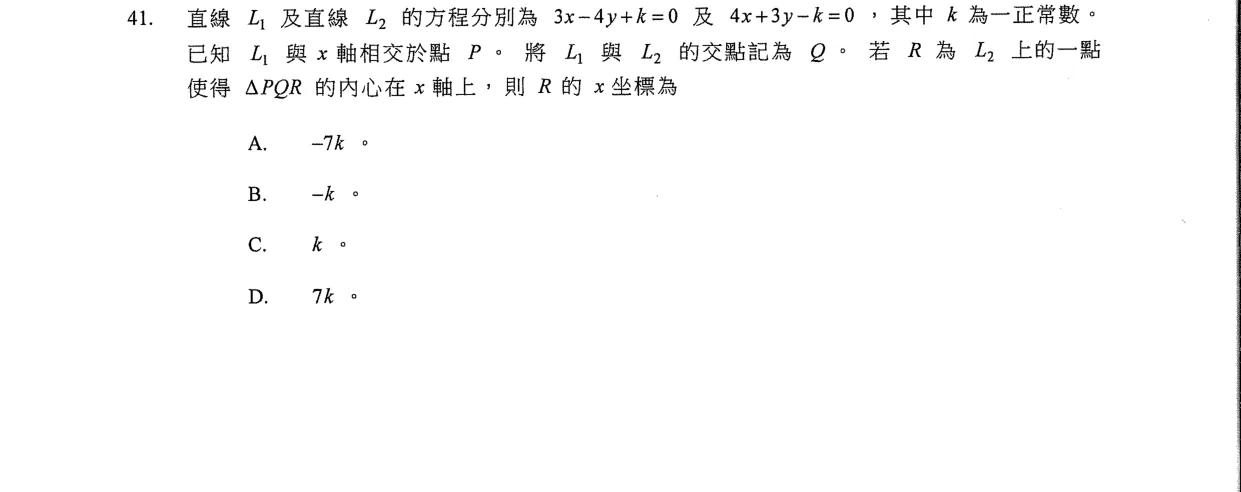 41. 直線 L₁ 及直線 L₂ 的方程分別為 3x−4y+k=0 及 4x+3y−k=0 ，其中 k 為一正常數。
已知 L₁ 與 x 軸相交於點 P 。 將 L₁ 與 L₂ 的交點記為 Q 。 若 R 為 L₂ 上的一點
使得 ΔPQR 的內心在 x 軸上，則 R 的 x 坐標為
A. −7k 。
B. −k 。
C. k 。
D. 7k 。